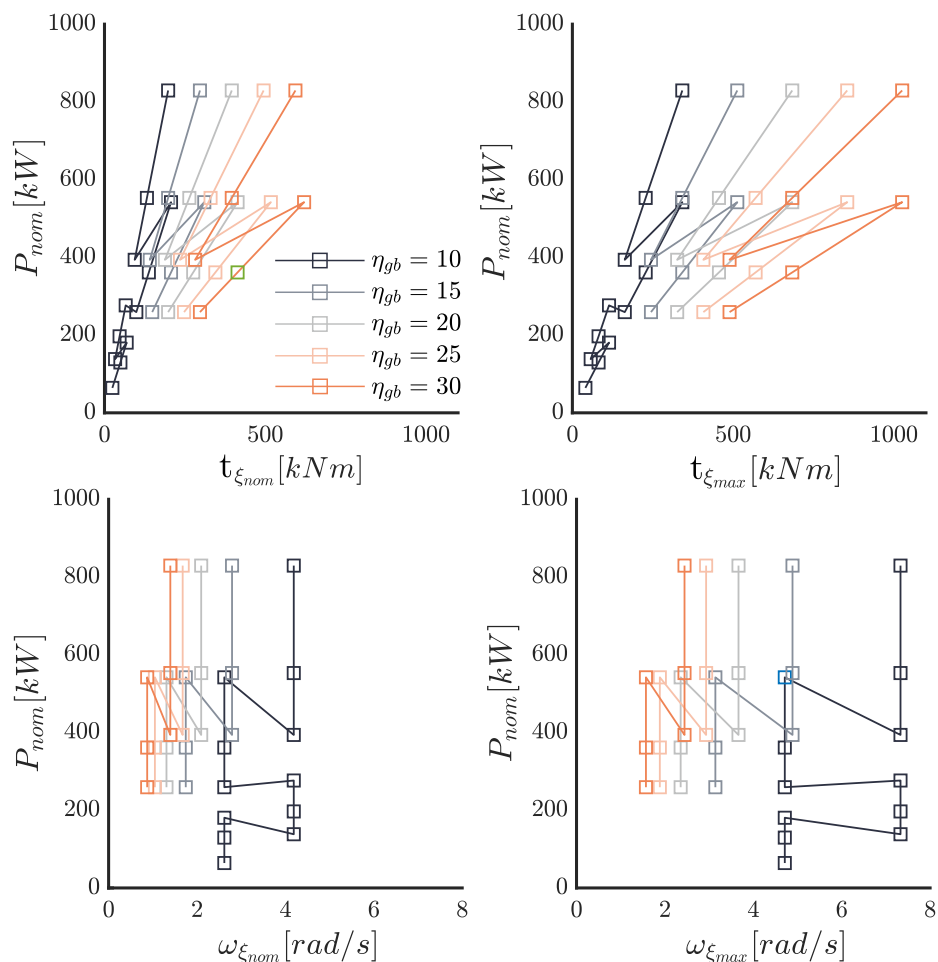 1000
800
600
400
200
0
P_nom [kW]
0
500
1000
t_ξnom [kNm]
η_gb = 10
η_gb = 15
η_gb = 20
η_gb = 25
η_gb = 30
1000
800
600
400
200
0
P_nom [kW]
0
500
1000
t_ξmax [kNm]
1000
800
600
400
200
0
P_nom [kW]
0 2 4 6 8
ω_ξnom [rad/s]
1000
800
600
400
200
0
P_nom [kW]
0 2 4 6 8
ω_ξmax [rad/s]